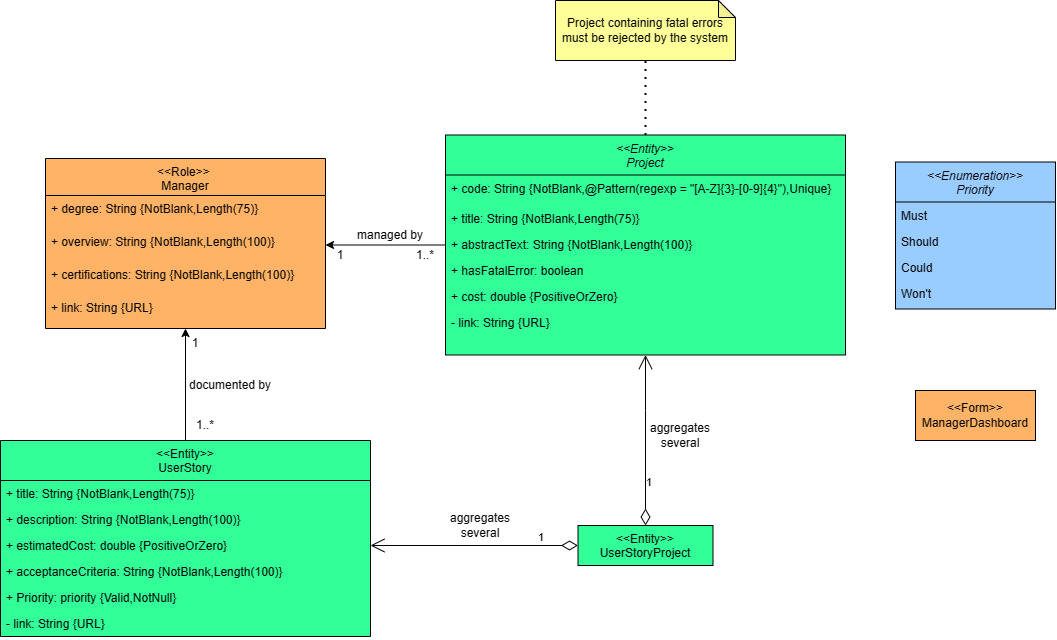 Project containing fatal errors
must be rejected by the system
<<Entity>>
Project
+ code: String {NotBlank,@Pattern(regexp = "[A-Z]{3}-[0-9]{4}"),Unique}
+ title: String {NotBlank,Length(75)}
+ abstractText: String {NotBlank,Length(100)}
+ hasFatalError: boolean
+ cost: double {PositiveOrZero}
- link: String {URL}
<<Role>>
Manager
+ degree: String {NotBlank,Length(75)}
+ overview: String {NotBlank,Length(100)}
+ certifications: String {NotBlank,Length(100)}
+ link: String {URL}
managed by
1
1..*
<<Enumeration>>
Priority
Must
Should
Could
Won't
<<Form>>
ManagerDashboard
1
documented by
1..*
aggregates
several
1
<<Entity>>
UserStory
+ title: String {NotBlank,Length(75)}
+ description: String {NotBlank,Length(100)}
+ estimatedCost: double {PositiveOrZero}
+ acceptanceCriteria: String {NotBlank,Length(100)}
+ Priority: priority {Valid,NotNull}
- link: String {URL}
aggregates
several
1
<<Entity>>
UserStoryProject